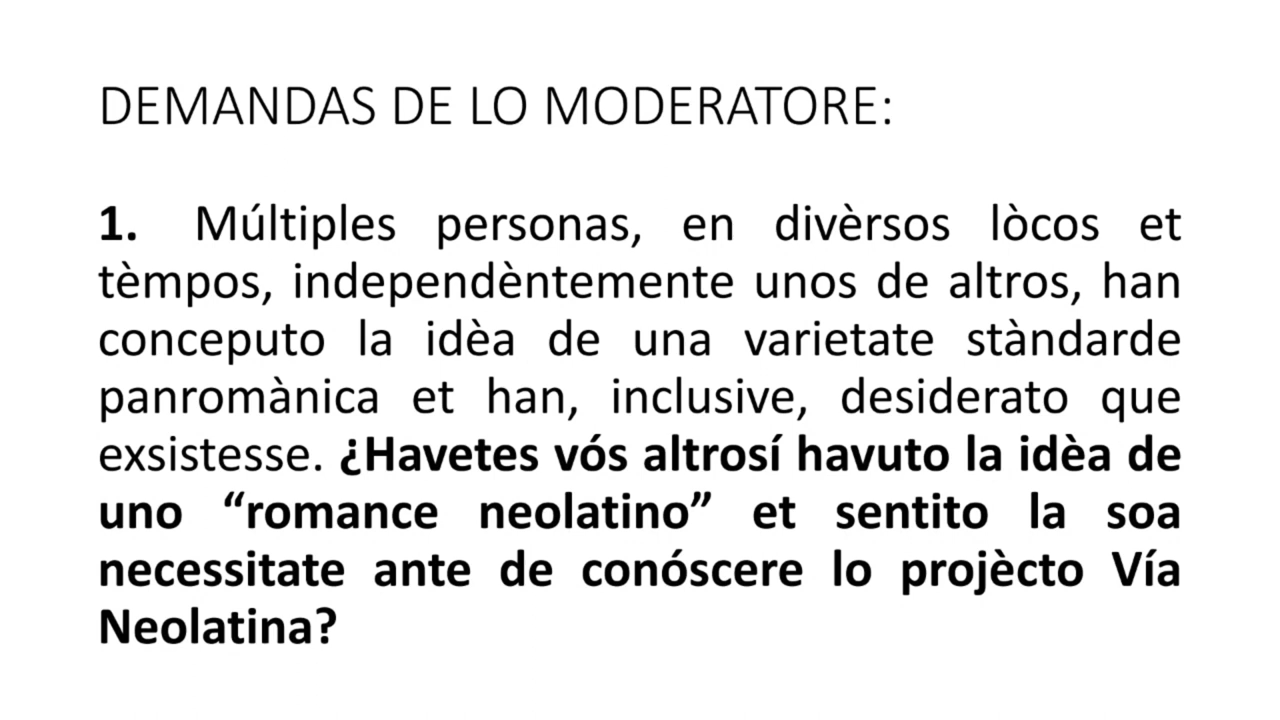 DEMANDAS DE LO MODERATORE:
1. Múltiples personas, en divèrsos lòcos et
tèmpos, independèntemente unos de altros, han
conceputo la idèa de una varietate stàndarde
panromànica et han, inclusive, desiderato que
exsistesse. ¿Havetes vós altrosí havuto la idèa de
uno “romance neolatino” et sentito la soa
necessitate ante de conóscere lo projècto Vía
Neolatina?